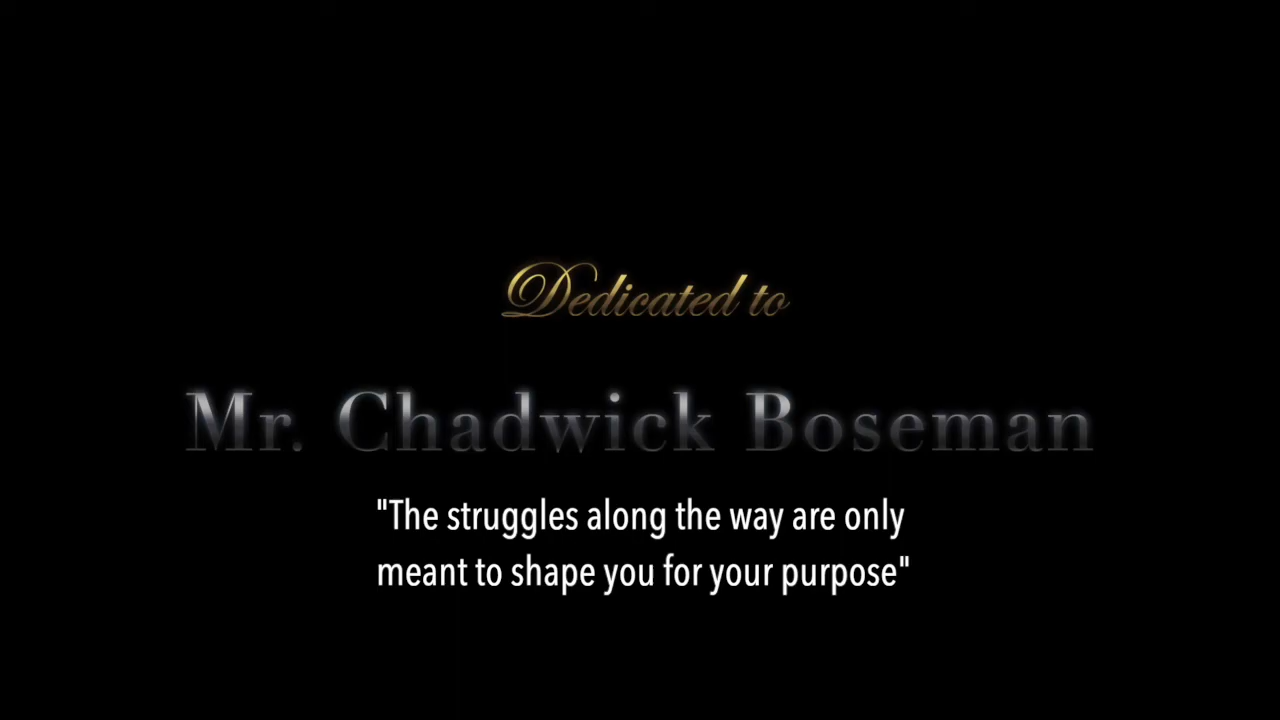 Dedicated to
Mr. Chadwick Boseman
"The struggles along the way are only
meant to shape you for your purpose"